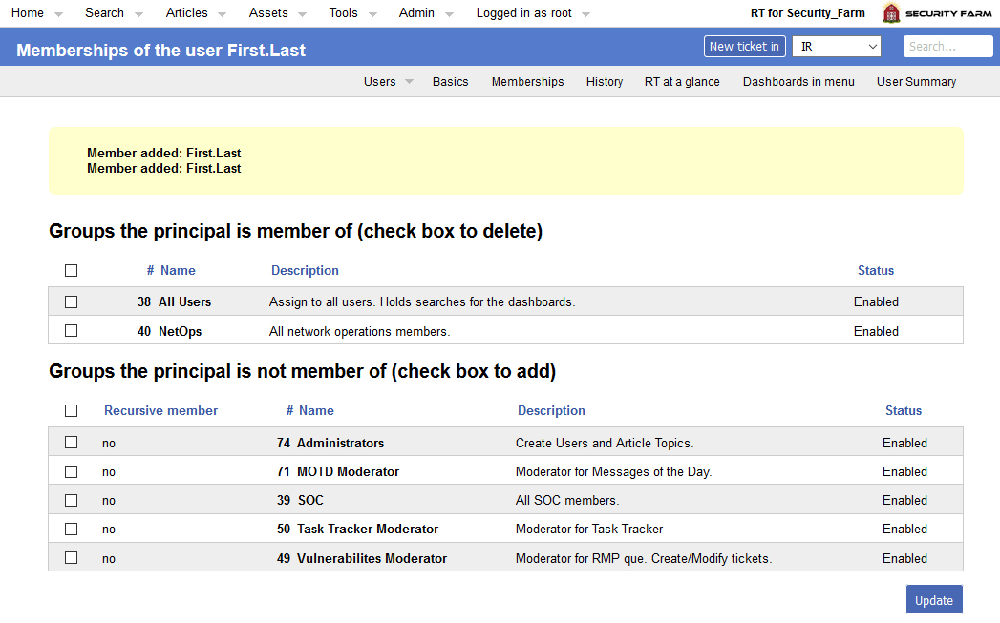 Home Search Articles Assets Tools Admin Logged in as root RT for Security_Farm SECURITY FARM
Memberships of the user First.Last New ticket in IR Search...
Users Basics Memberships History RT at a glance Dashboards in menu User Summary
Member added: First.Last
Member added: First.Last
Groups the principal is member of (check box to delete)
# Name Description Status
38 All Users Assign to all users. Holds searches for the dashboards. Enabled
40 NetOps All network operations members. Enabled
Groups the principal is not member of (check box to add)
Recursive member # Name Description Status
no 74 Administrators Create Users and Article Topics. Enabled
no 71 MOTD Moderator Moderator for Messages of the Day. Enabled
no 39 SOC All SOC members. Enabled
no 50 Task Tracker Moderator Moderator for Task Tracker Enabled
no 49 Vulnerabilites Moderator Moderator for RMP que. Create/Modify tickets. Enabled
Update